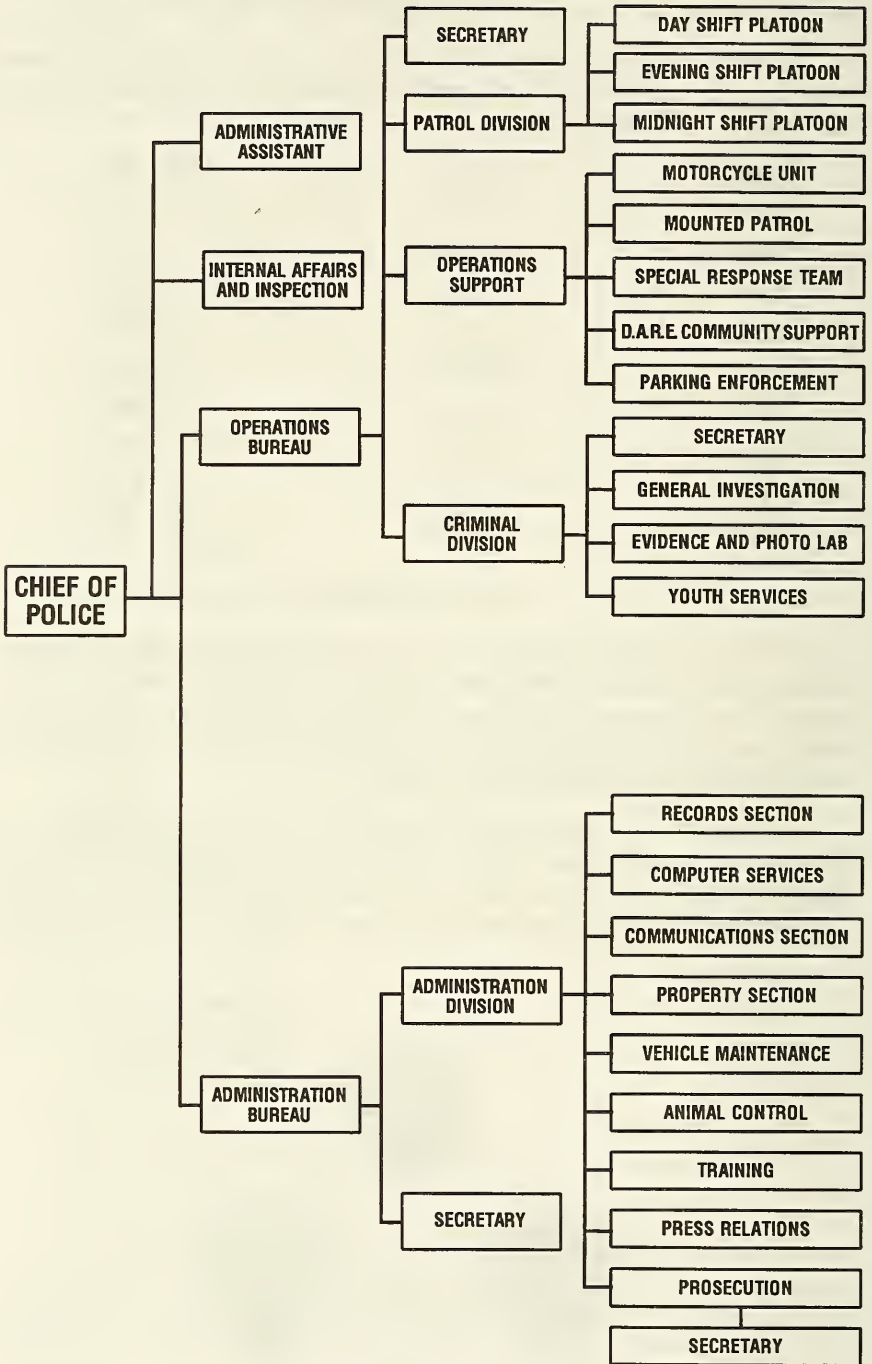 CHIEF OF
POLICE
ADMINISTRATIVE
ASSISTANT
INTERNAL AFFAIRS
AND INSPECTION
OPERATIONS
BUREAU
SECRETARY
PATROL DIVISION
DAY SHIFT PLATOON
EVENING SHIFT PLATOON
MIDNIGHT SHIFT PLATOON
OPERATIONS
SUPPORT
MOTORCYCLE UNIT
MOUNTED PATROL
SPECIAL RESPONSE TEAM
D.A.R.E. COMMUNITY SUPPORT
PARKING ENFORCEMENT
CRIMINAL
DIVISION
SECRETARY
GENERAL INVESTIGATION
EVIDENCE AND PHOTO LAB
YOUTH SERVICES
ADMINISTRATION
BUREAU
ADMINISTRATION
DIVISION
RECORDS SECTION
COMPUTER SERVICES
COMMUNICATIONS SECTION
PROPERTY SECTION
VEHICLE MAINTENANCE
ANIMAL CONTROL
TRAINING
PRESS RELATIONS
PROSECUTION
SECRETARY
SECRETARY